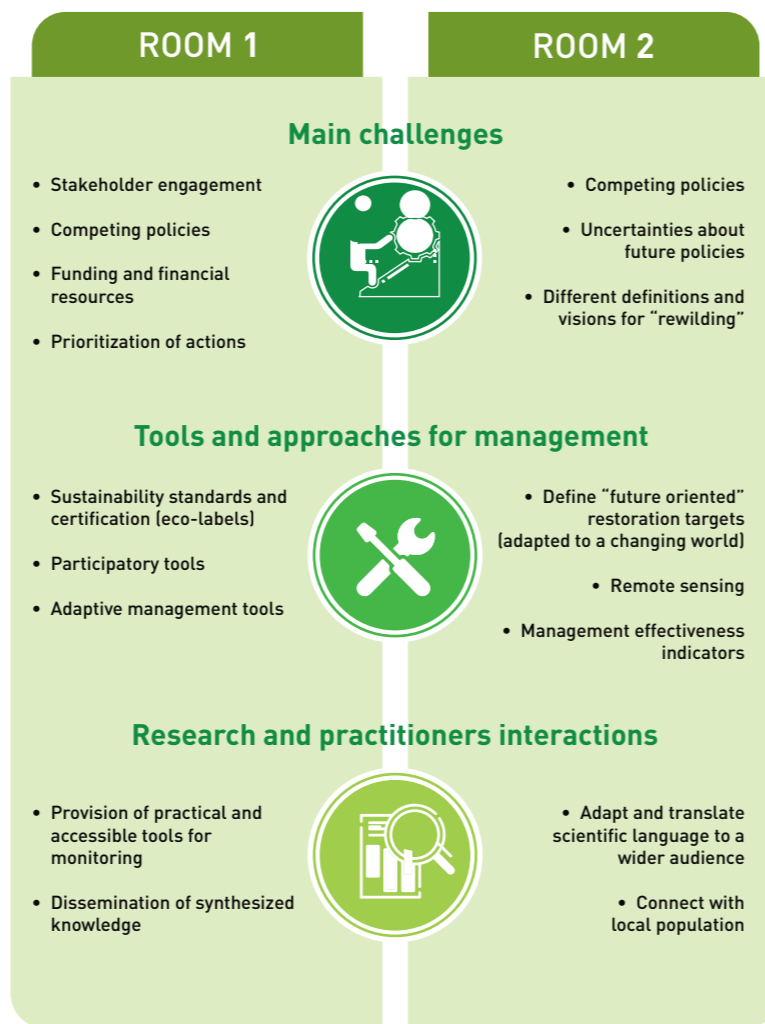 ROOM 1
ROOM 2
Main challenges
• Stakeholder engagement
• Competing policies
• Funding and financial
resources
• Prioritization of actions
• Competing policies
• Uncertainties about
future policies
• Different definitions and
visions for “rewilding”
Tools and approaches for management
• Sustainability standards and
certification (eco-labels)
• Participatory tools
• Adaptive management tools
• Define “future oriented”
restoration targets
(adapted to a changing world)
• Remote sensing
• Management effectiveness
indicators
Research and practitioners interactions
• Provision of practical and
accessible tools for
monitoring
• Dissemination of synthesized
knowledge
• Adapt and translate
scientific language to a
wider audience
• Connect with
local population